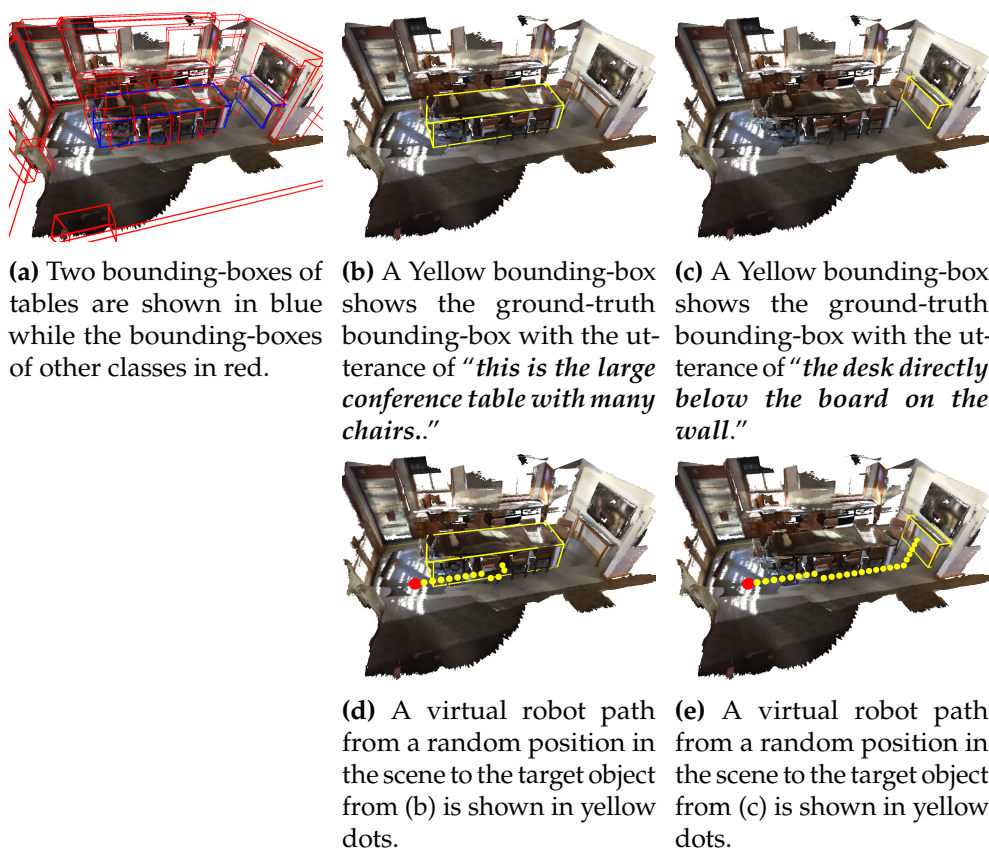 (a) Two bounding-boxes of
tables are shown in blue
while the bounding-boxes
of other classes in red.
(b) A Yellow bounding-box
shows the ground-truth
bounding-box with the ut-
terance of “this is the large
conference table with many
chairs..”
(c) A Yellow bounding-box
shows the ground-truth
bounding-box with the ut-
terance of “the desk directly
below the board on the
wall.”
(d) A virtual robot path
from a random position in
the scene to the target object
from (b) is shown in yellow
dots.
(e) A virtual robot path
from a random position in
the scene to the target object
from (c) is shown in yellow
dots.